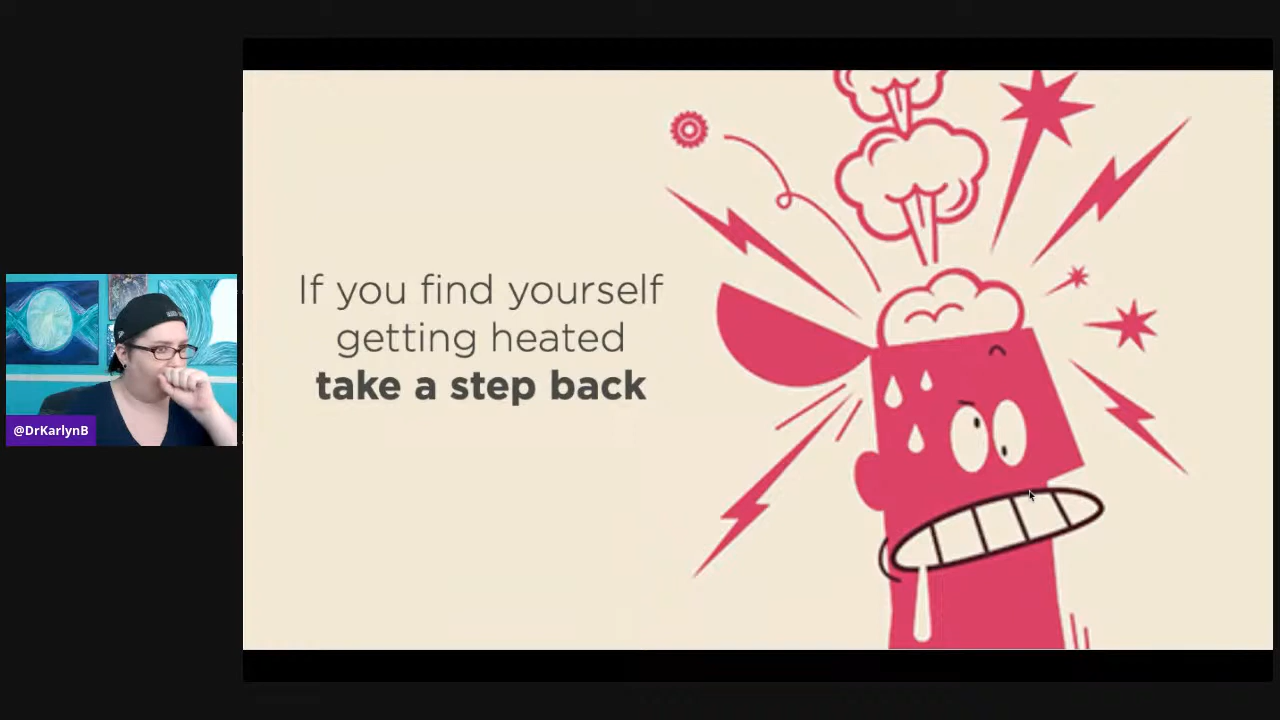 If you find yourself
getting heated
take a step back
@DrKarlynB